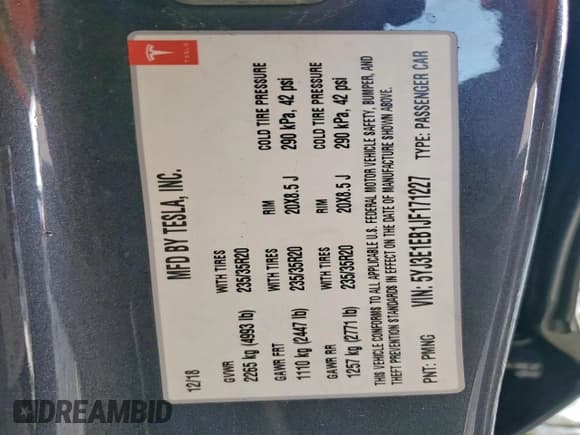 TESLA
MFD BY TESLA, INC.
12/18
GVWR WITH TIRES RIM COLD TIRE PRESSURE
2265 kg (4993 lb) 235/35R20 20X8.5 J 290 kPa, 42 psi
GAWR FRT WITH TIRES RIM COLD TIRE PRESSURE
1110 kg (2447 lb) 235/35R20 20X8.5 J 290 kPa, 42 psi
GAWR RR WITH TIRES
1257 kg (2771 lb) 235/35R20
THIS VEHICLE CONFORMS TO ALL APPLICABLE U.S. FEDERAL MOTOR VEHICLE SAFETY, BUMPER, AND
THEFT PREVENTION STANDARDS IN EFFECT ON THE DATE OF MANUFACTURE SHOWN ABOVE.
PNT: PMNG VIN: 5YJ3E1EB1JF171227 TYPE: PASSENGER CAR
DREAMBID